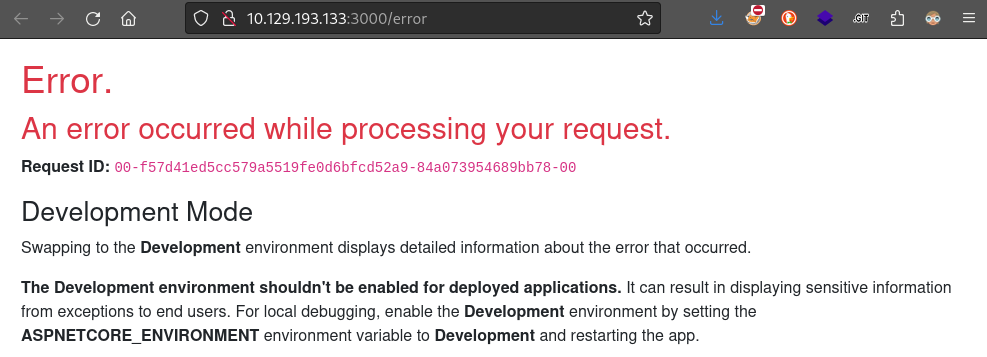 10.129.193.133:3000/error
.GIT
Error.
An error occurred while processing your request.
Request ID: 00-f57d41ed5cc579a5519fe0d6bfcd52a9-84a073954689bb78-00
Development Mode
Swapping to the Development environment displays detailed information about the error that occurred.
The Development environment shouldn't be enabled for deployed applications. It can result in displaying sensitive information
from exceptions to end users. For local debugging, enable the Development environment by setting the
ASPNETCORE_ENVIRONMENT environment variable to Development and restarting the app.